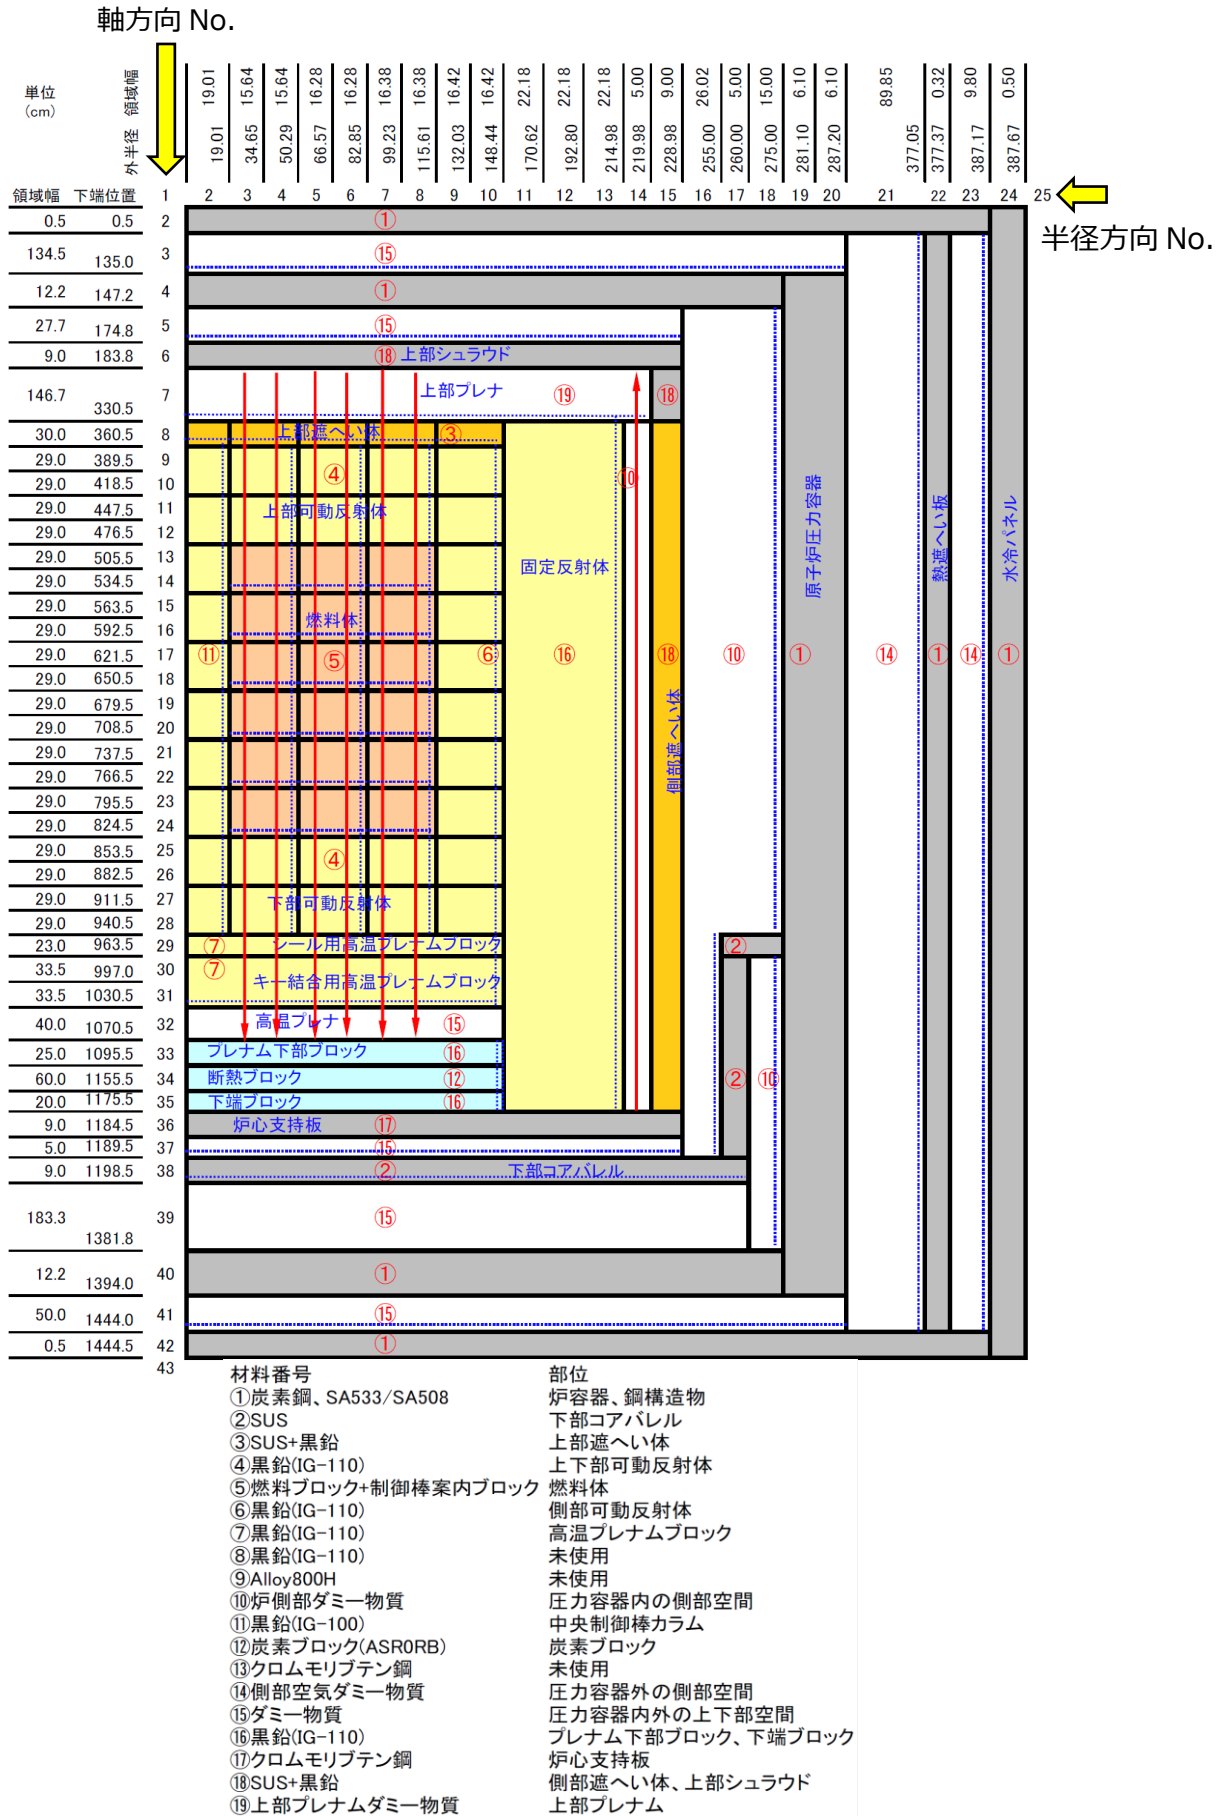 軸方向 No.
単位
(cm)
領域幅
19.01 15.64 15.64 16.28 16.28 16.38 16.38 16.42 16.42 22.18 22.18 22.18 5.00 9.00 26.02 5.00 15.00 6.10 6.10 89.85 0.32 9.80 0.50
外半径
19.01 34.65 50.29 66.57 82.85 99.23 115.61 132.03 148.44 170.62 192.80 214.98 219.98 228.98 255.00 260.00 275.00 281.10 287.20 377.05 377.37 387.17 387.67
領域幅 下端位置 1 2 3 4 5 6 7 8 9 10 11 12 13 14 15 16 17 18 19 20 21 22 23 24 25
半径方向 No.
0.5 0.5 2 ①
134.5 135.0 3 ⑮
12.2 147.2 4 ①
27.7 174.8 5 ⑮
9.0 183.8 6 ⑱ 上部シュラウド
146.7 330.5 7 上部プレナ ⑲ ⑱
30.0 360.5 8 上部遮へい体 ③
29.0 389.5 9
④ ⑩
29.0 418.5 10
29.0 447.5 11 上部可動反射体
29.0 476.5 12
29.0 505.5 13
固定反射体 原子炉圧力容器 熱遮へい板 水冷パネル
29.0 534.5 14
29.0 563.5 15
燃料体
29.0 592.5 16
29.0 621.5 17 ⑪ ⑤ ⑥ ⑯ ⑱ ⑩ ① ⑭ ① ⑭ ①
29.0 650.5 18
29.0 679.5 19
29.0 708.5 20
側部遮へい体
29.0 737.5 21
29.0 766.5 22
29.0 795.5 23
29.0 824.5 24
29.0 853.5 25 ④
29.0 882.5 26
29.0 911.5 27 下部可動反射体
29.0 940.5 28
23.0 963.5 29 ⑦ シール用高温プレナムブロック ②
33.5 997.0 30 ⑦ キー結合用高温プレナムブロック
33.5 1030.5 31
40.0 1070.5 32 高温プレナ ⑮
25.0 1095.5 33 プレナム下部ブロック ⑯
60.0 1155.5 34 断熱ブロック ⑫ ② ⑩
20.0 1175.5 35 下端ブロック ⑯
9.0 1184.5 36 炉心支持板 ⑰
5.0 1189.5 37 ⑮
9.0 1198.5 38 ② 下部コアバレル
183.3 1381.8 39 ⑮
12.2 1394.0 40 ①
50.0 1444.0 41 ⑮
0.5 1444.5 42 ①
43
材料番号 部位
①炭素鋼、SA533/SA508 炉容器、鋼構造物
②SUS 下部コアバレル
③SUS+黒鉛 上部遮へい体
④黒鉛(IG-110) 上下部可動反射体
⑤燃料ブロック+制御棒案内ブロック 燃料体
⑥黒鉛(IG-110) 側部可動反射体
⑦黒鉛(IG-110) 高温プレナムブロック
⑧黒鉛(IG-110) 未使用
⑨Alloy800H 未使用
⑩炉側部ダミー物質 圧力容器内の側部空間
⑪黒鉛(IG-100) 中央制御棒カラム
⑫炭素ブロック(ASR0RB) 炭素ブロック
⑬クロムモリブテン鋼 未使用
⑭側部空気ダミー物質 圧力容器外の側部空間
⑮ダミー物質 圧力容器内外の上下部空間
⑯黒鉛(IG-110) プレナム下部ブロック、下端ブロック
⑰クロムモリブテン鋼 炉心支持板
⑱SUS+黒鉛 側部遮へい体、上部シュラウド
⑲上部プレナムダミー物質 上部プレナム